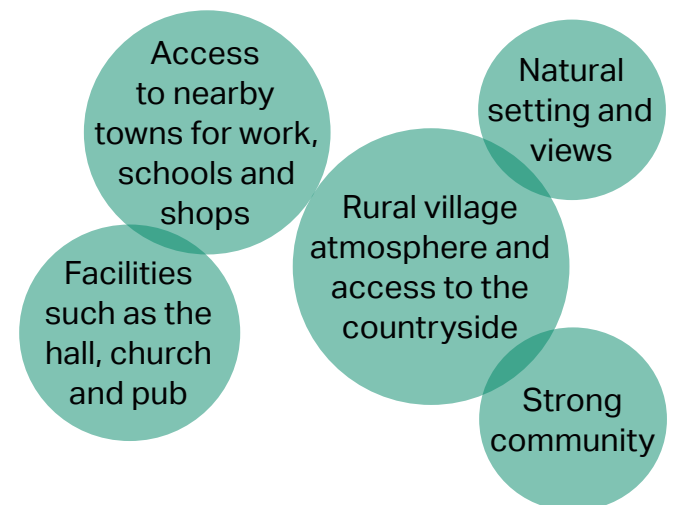 Access
to nearby
towns for work,
schools and
shops
Natural
setting and
views
Rural village
atmosphere and
access to the
countryside
Facilities
such as the
hall, church
and pub
Strong
community